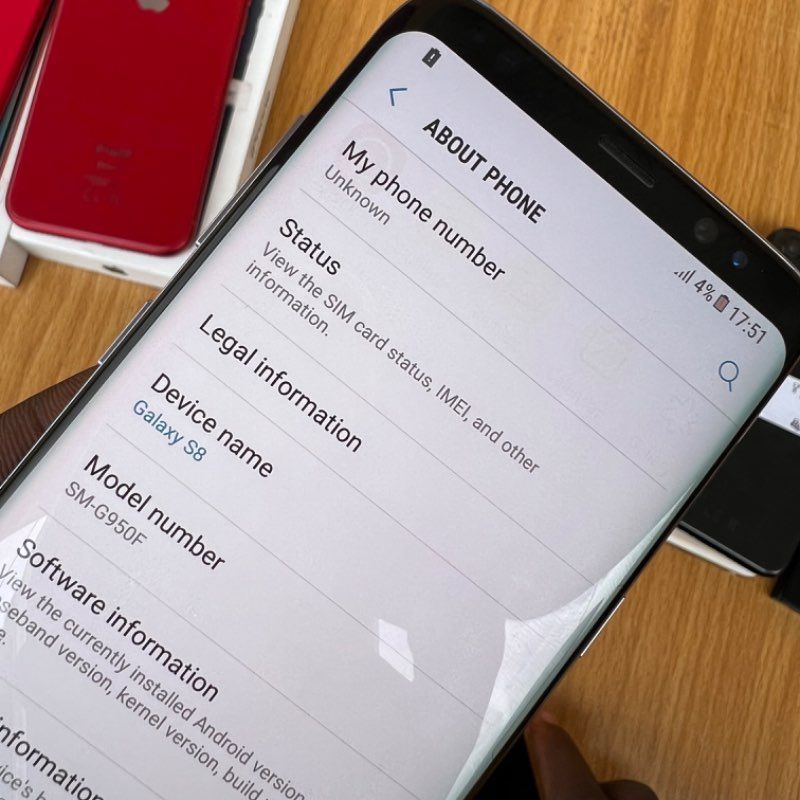 4% 17:51
ABOUT PHONE
My phone number
Unknown
Status
View the SIM card status, IMEI, and other
information.
Legal information
Device name
Galaxy S8
Model number
SM-G950F
Software information
View the currently installed Android version
baseband version, kernel version, build
information